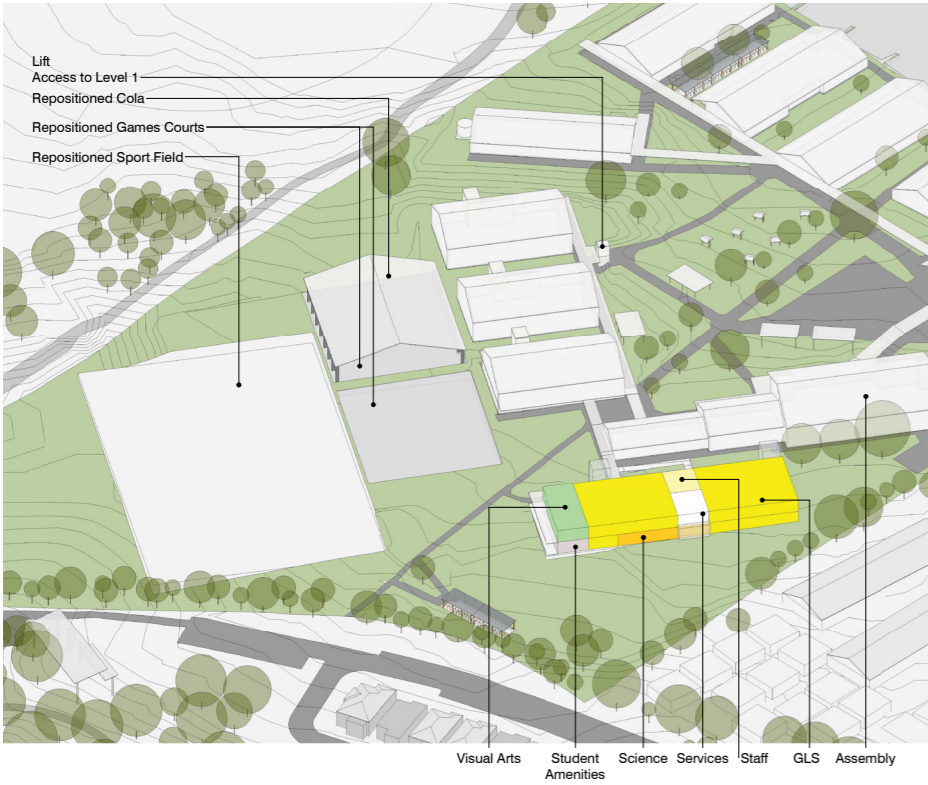 Lift
Access to Level 1
Repositioned Cola
Repositioned Games Courts
Repositioned Sport Field
Visual Arts
Student
Amenities
Science
Services
Staff
GLS
Assembly